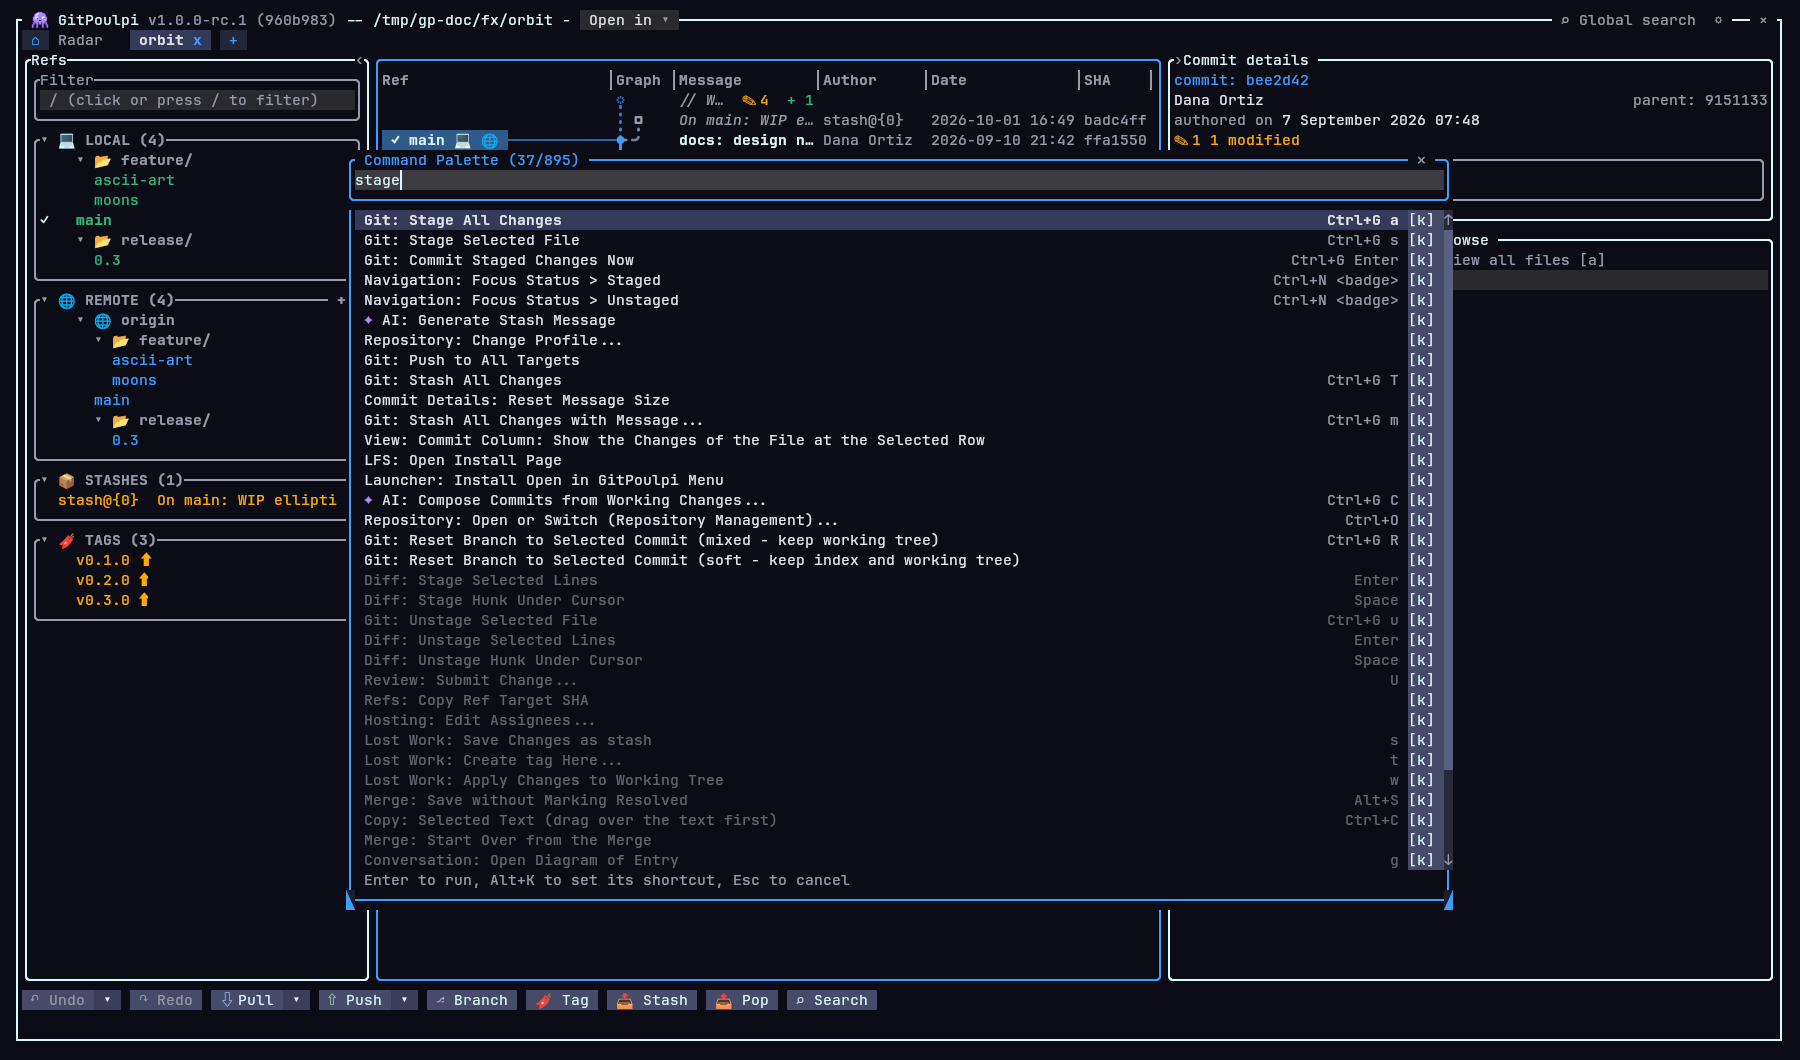 GitPoulpi v1.0.0-rc.1 (960b983) —— /tmp/gp-doc/fx/orbit - Open in ▾ ⌕ Global search ⚙ — ×
⌂ Radar orbit x +
Refs ‹ › Commit details
Filter Ref Graph Message Author Date SHA commit: bee2d42
/ (click or press / to filter) // W… ✎ 4 + 1 Dana Ortiz parent: 9151133
On main: WIP e… stash@{0} 2026-10-01 16:49 badc4ff authored on 7 September 2026 07:48
▾ LOCAL (4) ✓ main docs: design n… Dana Ortiz 2026-09-10 21:42 ffa1550 ✎ 1 1 modified
▾ feature/ Command Palette (37/895) ×
ascii-art stage
moons
✓ main Git: Stage All Changes Ctrl+G a [k] ↑
▾ release/ Git: Stage Selected File Ctrl+G s [k] owse
0.3 Git: Commit Staged Changes Now Ctrl+G Enter [k] iew all files [a]
Navigation: Focus Status > Staged Ctrl+N <badge> [k]
▾ REMOTE (4) + Navigation: Focus Status > Unstaged Ctrl+N <badge> [k]
▾ origin ✦ AI: Generate Stash Message [k]
▾ feature/ Repository: Change Profile... [k]
ascii-art Git: Push to All Targets [k]
moons Git: Stash All Changes Ctrl+G T [k]
main Commit Details: Reset Message Size [k]
▾ release/ Git: Stash All Changes with Message... Ctrl+G m [k]
0.3 View: Commit Column: Show the Changes of the File at the Selected Row [k]
LFS: Open Install Page [k]
▾ STASHES (1) Launcher: Install Open in GitPoulpi Menu [k]
stash@{0} On main: WIP ellipti ✦ AI: Compose Commits from Working Changes... Ctrl+G C [k]
Repository: Open or Switch (Repository Management)... Ctrl+O [k]
▾ TAGS (3) Git: Reset Branch to Selected Commit (mixed - keep working tree) Ctrl+G R [k]
v0.1.0 ⬆ Git: Reset Branch to Selected Commit (soft - keep index and working tree) [k]
v0.2.0 ⬆ Diff: Stage Selected Lines Enter [k]
v0.3.0 ⬆ Diff: Stage Hunk Under Cursor Space [k]
Git: Unstage Selected File Ctrl+G u [k]
Diff: Unstage Selected Lines Enter [k]
Diff: Unstage Hunk Under Cursor Space [k]
Review: Submit Change... U [k]
Refs: Copy Ref Target SHA [k]
Hosting: Edit Assignees... [k]
Lost Work: Save Changes as stash s [k]
Lost Work: Create tag Here... t [k]
Lost Work: Apply Changes to Working Tree w [k]
Merge: Save without Marking Resolved Alt+S [k]
Copy: Selected Text (drag over the text first) Ctrl+C [k]
Merge: Start Over from the Merge [k]
Conversation: Open Diagram of Entry g [k] ↓
Enter to run, Alt+K to set its shortcut, Esc to cancel
↶ Undo ▾ ↷ Redo ⇩ Pull ▾ ⇧ Push ▾ Branch Tag Stash Pop ⌕ Search